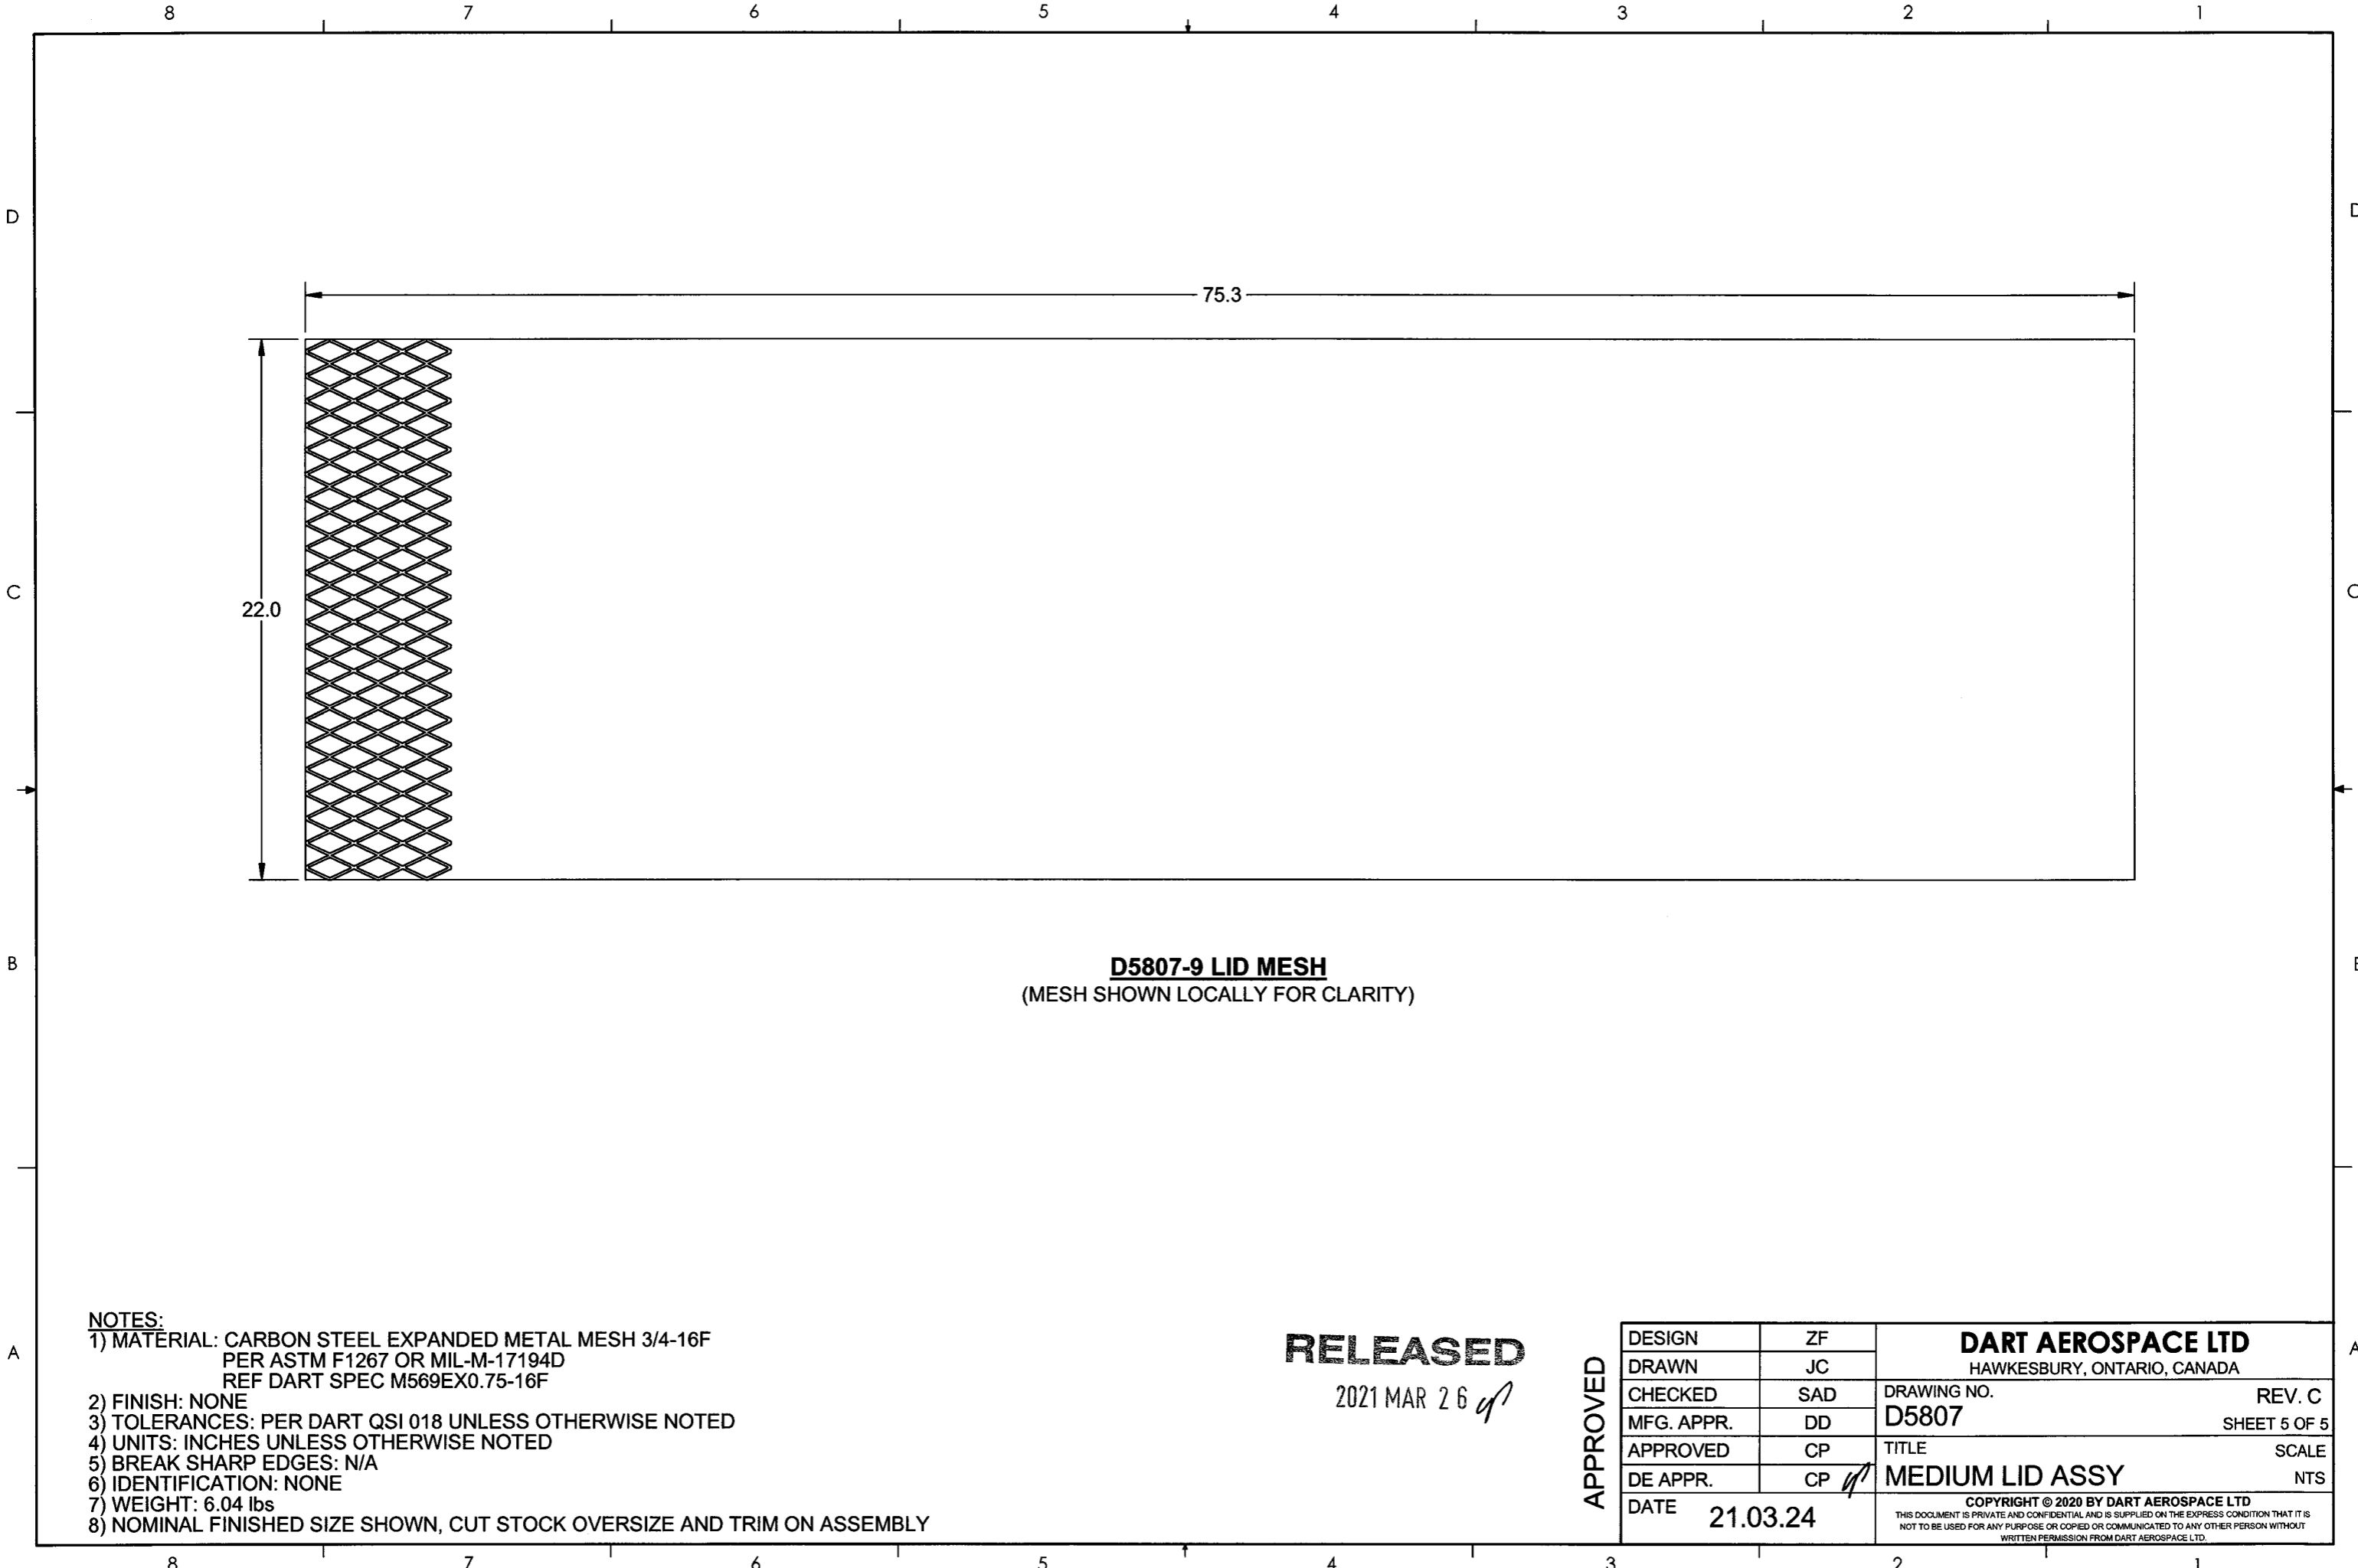 8 7 6 5 4 3 2 1
D
75.3
C
22.0
C
B
D5807-9 LID MESH
(MESH SHOWN LOCALLY FOR CLARITY)
A
NOTES:
1) MATERIAL: CARBON STEEL EXPANDED METAL MESH 3/4-16F
PER ASTM F1267 OR MIL-M-17194D
REF DART SPEC M569EX0.75-16F
2) FINISH: NONE
3) TOLERANCES: PER DART QSI 018 UNLESS OTHERWISE NOTED
4) UNITS: INCHES UNLESS OTHERWISE NOTED
5) BREAK SHARP EDGES: N/A
6) IDENTIFICATION: NONE
7) WEIGHT: 6.04 lbs
8) NOMINAL FINISHED SIZE SHOWN, CUT STOCK OVERSIZE AND TRIM ON ASSEMBLY
RELEASED
2021 MAR 26
APPROVED
DESIGN ZF
DRAWN JC
CHECKED SAD
MFG. APPR. DD
APPROVED CP
DE APPR. CP
DATE 21.03.24
DART AEROSPACE LTD
HAWKESBURY, ONTARIO, CANADA
DRAWING NO. REV. C
D5807 SHEET 5 OF 5
TITLE SCALE
MEDIUM LID ASSY NTS
COPYRIGHT © 2020 BY DART AEROSPACE LTD
THIS DOCUMENT IS PRIVATE AND CONFIDENTIAL AND IS SUPPLIED ON THE EXPRESS CONDITION THAT IT IS
NOT TO BE USED FOR ANY PURPOSE OR COPIED OR COMMUNICATED TO ANY OTHER PERSON WITHOUT
WRITTEN PERMISSION FROM DART AEROSPACE LTD.
A
8 7 6 5 4 3 2 1